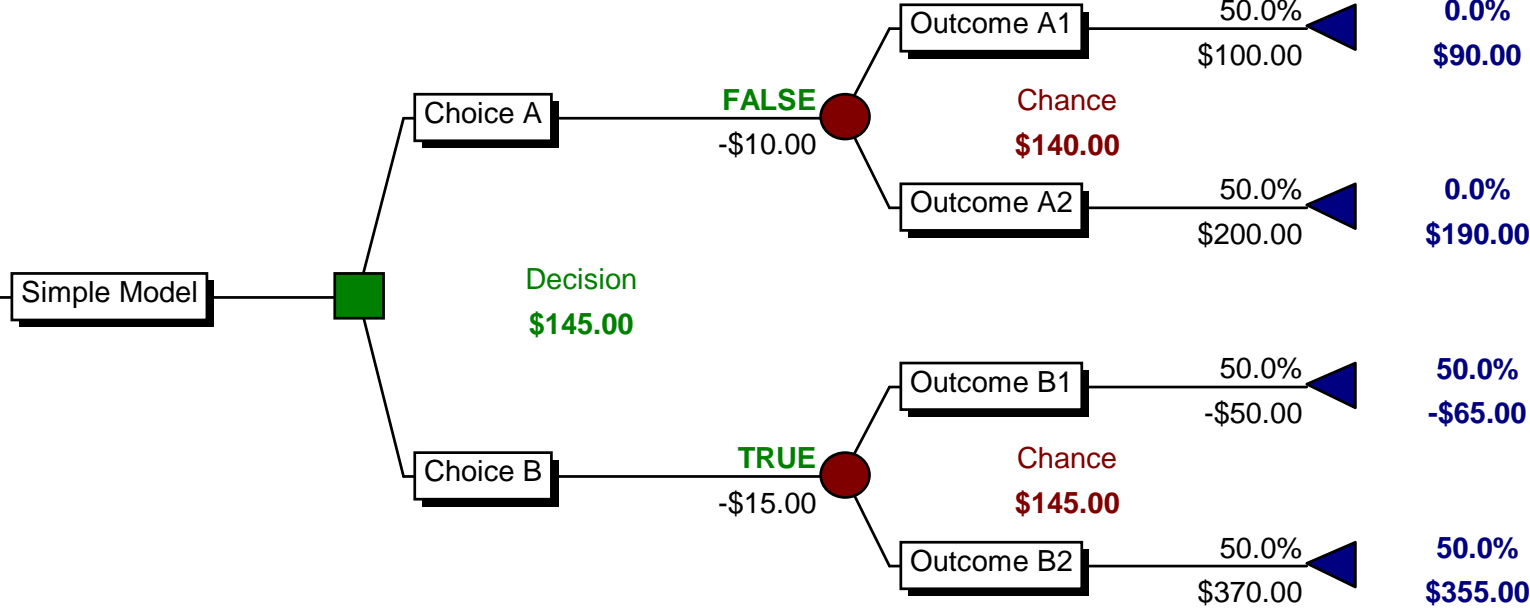 Outcome A1 50.0% 0.0%
$100.00 $90.00
Choice A FALSE Chance
-$10.00 $140.00
Outcome A2 50.0% 0.0%
$200.00 $190.00
Simple Model Decision
$145.00
Outcome B1 50.0% 50.0%
-$50.00 -$65.00
Choice B TRUE Chance
-$15.00 $145.00
Outcome B2 50.0% 50.0%
$370.00 $355.00